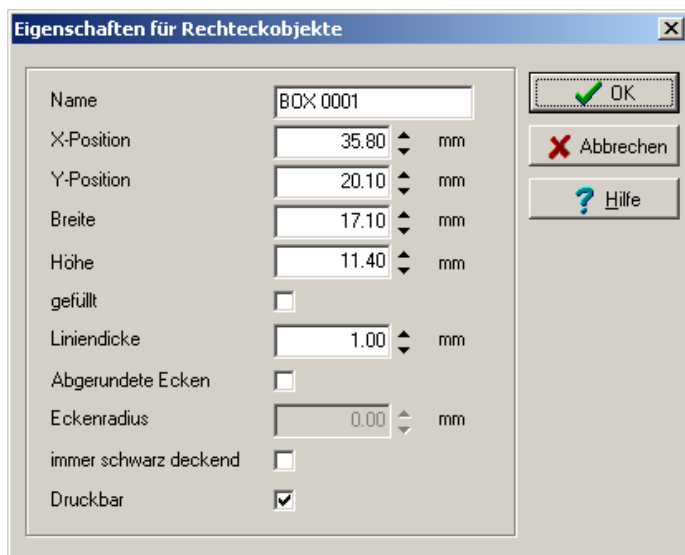 Eigenschaften für Rechteckobjekte
Name BOX 0001
X-Position 35.80 mm
Y-Position 20.10 mm
Breite 17.10 mm
Höhe 11.40 mm
gefüllt
Liniendicke 1.00 mm
Abgerundete Ecken
Eckenradius 0.00 mm
immer schwarz deckend
Druckbar
OK
Abbrechen
Hilfe